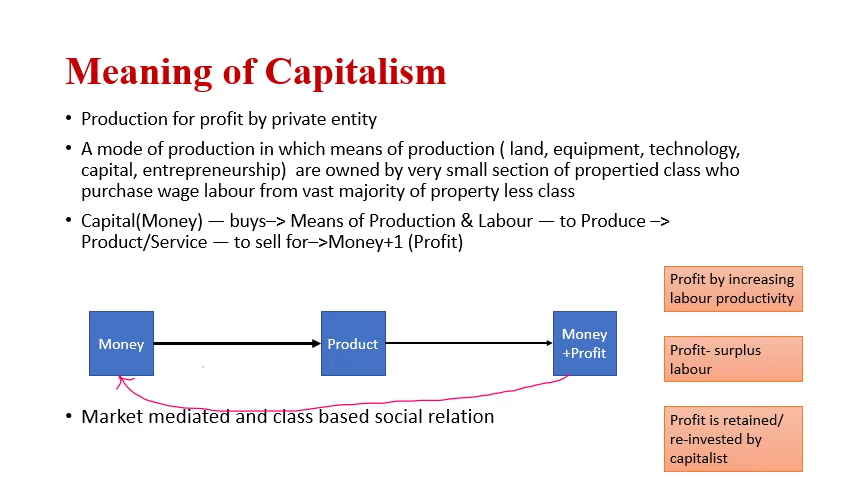 Meaning of Capitalism
• Production for profit by private entity
• A mode of production in which means of production ( land, equipment, technology,
capital, entrepreneurship)  are owned by very small section of propertied class who
purchase wage labour from vast majority of property less class
• Capital(Money) — buys–> Means of Production & Labour — to Produce –>
Product/Service — to sell for–>Money+1 (Profit)
Profit by increasing
labour productivity
Money
Product
Money
+Profit
Profit- surplus
labour
• Market mediated and class based social relation
Profit is retained/
re-invested by
capitalist